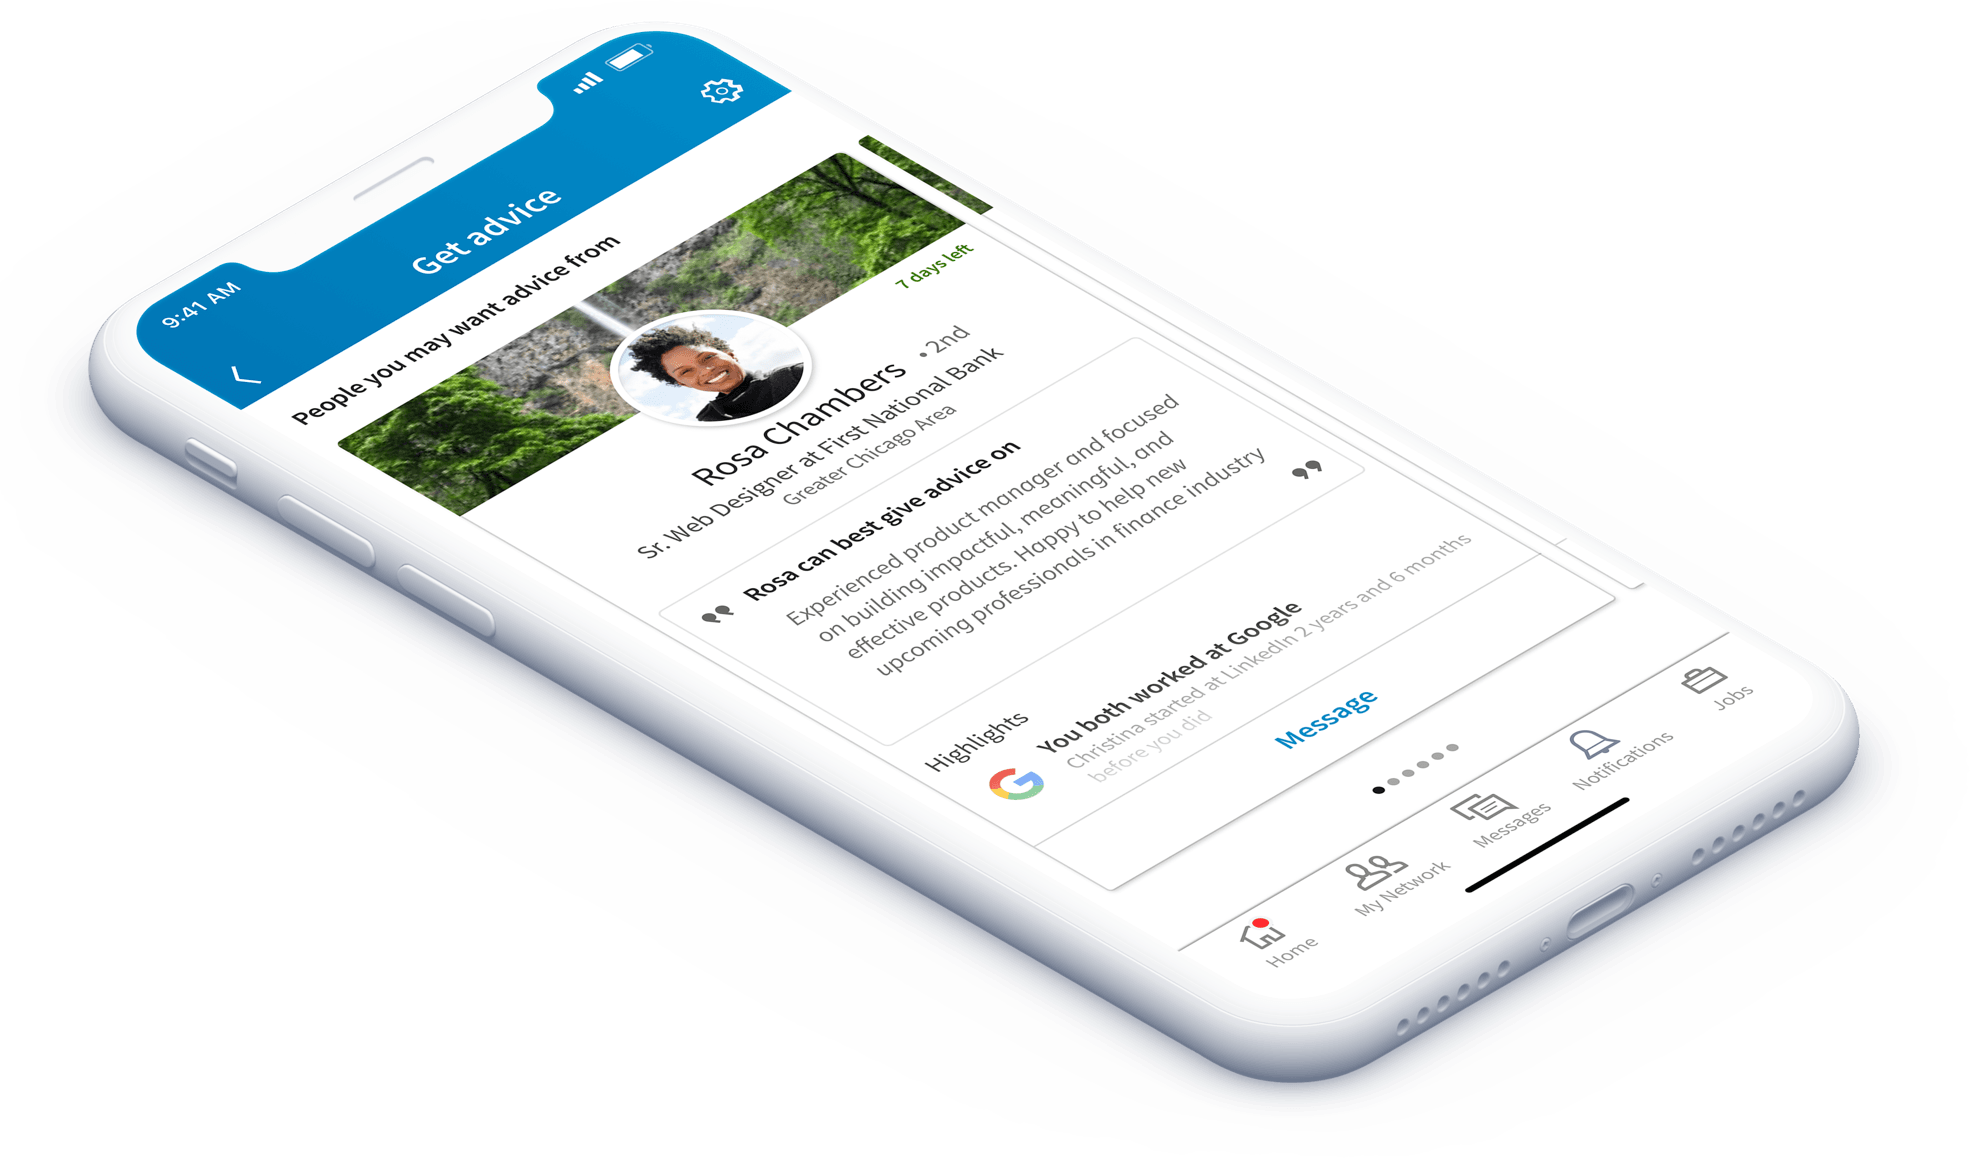 9:41 AM
Get advice
People you may want advice from
7 days left
Rosa Chambers • 2nd
Sr. Web Designer at First National Bank
Greater Chicago Area
Rosa can best give advice on
“ Experienced product manager and focused
on building impactful, meaningful, and
effective products. Happy to help new
upcoming professionals in finance industry ”
Highlights
You both worked at Google
Christina started at LinkedIn 2 years and 6 months
before you did
Message
Home
My Network
Messages
Notifications
Jobs